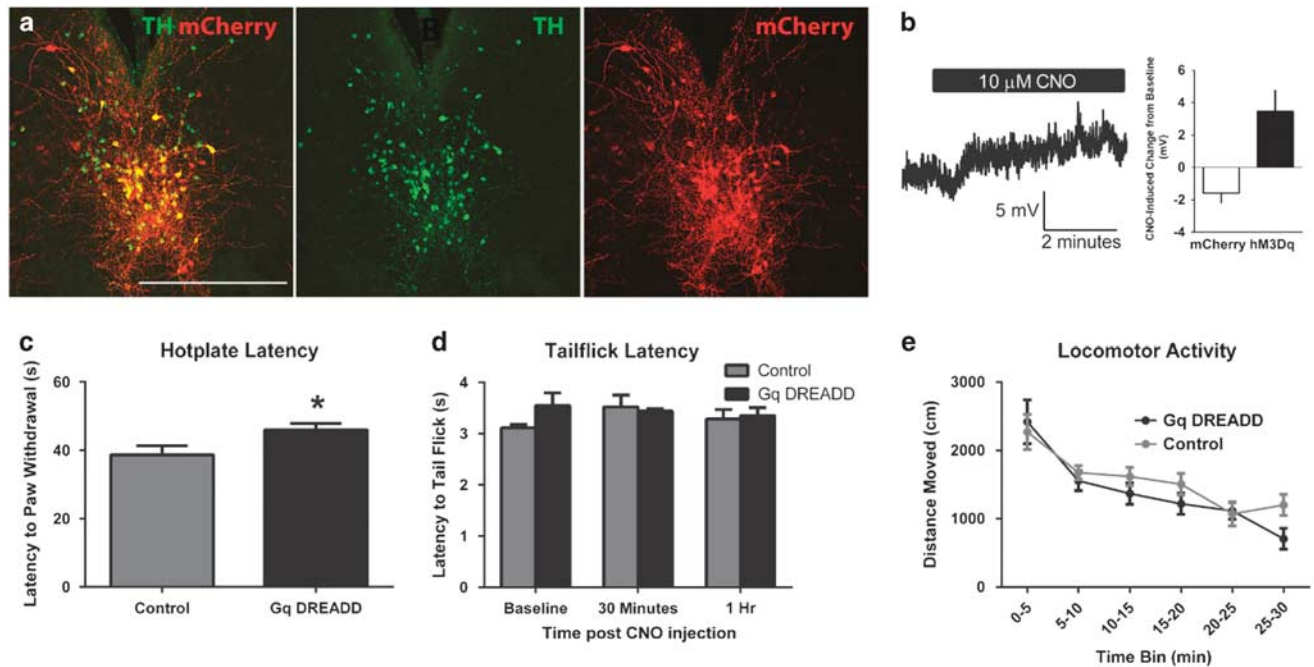 a
TH mCherry
B
TH
mCherry
b
10 μM CNO
5 mV
2 minutes
CNO-Induced Change from Baseline
(mV)
6
4
2
0
-2
-4
mCherry hM3Dq
c
Hotplate Latency
Latency to Paw Withdrawal (s)
60
40
20
0
*
Control
Gq DREADD
d
Tailflick Latency
Latency to Tail Flick (s)
4
3
2
1
0
Control
Gq DREADD
Baseline
30 Minutes
1 Hr
Time post CNO injection
e
Locomotor Activity
Distance Moved (cm)
3000
2000
1000
0
Gq DREADD
Control
0-5
5-10
10-15
15-20
20-25
25-30
Time Bin (min)